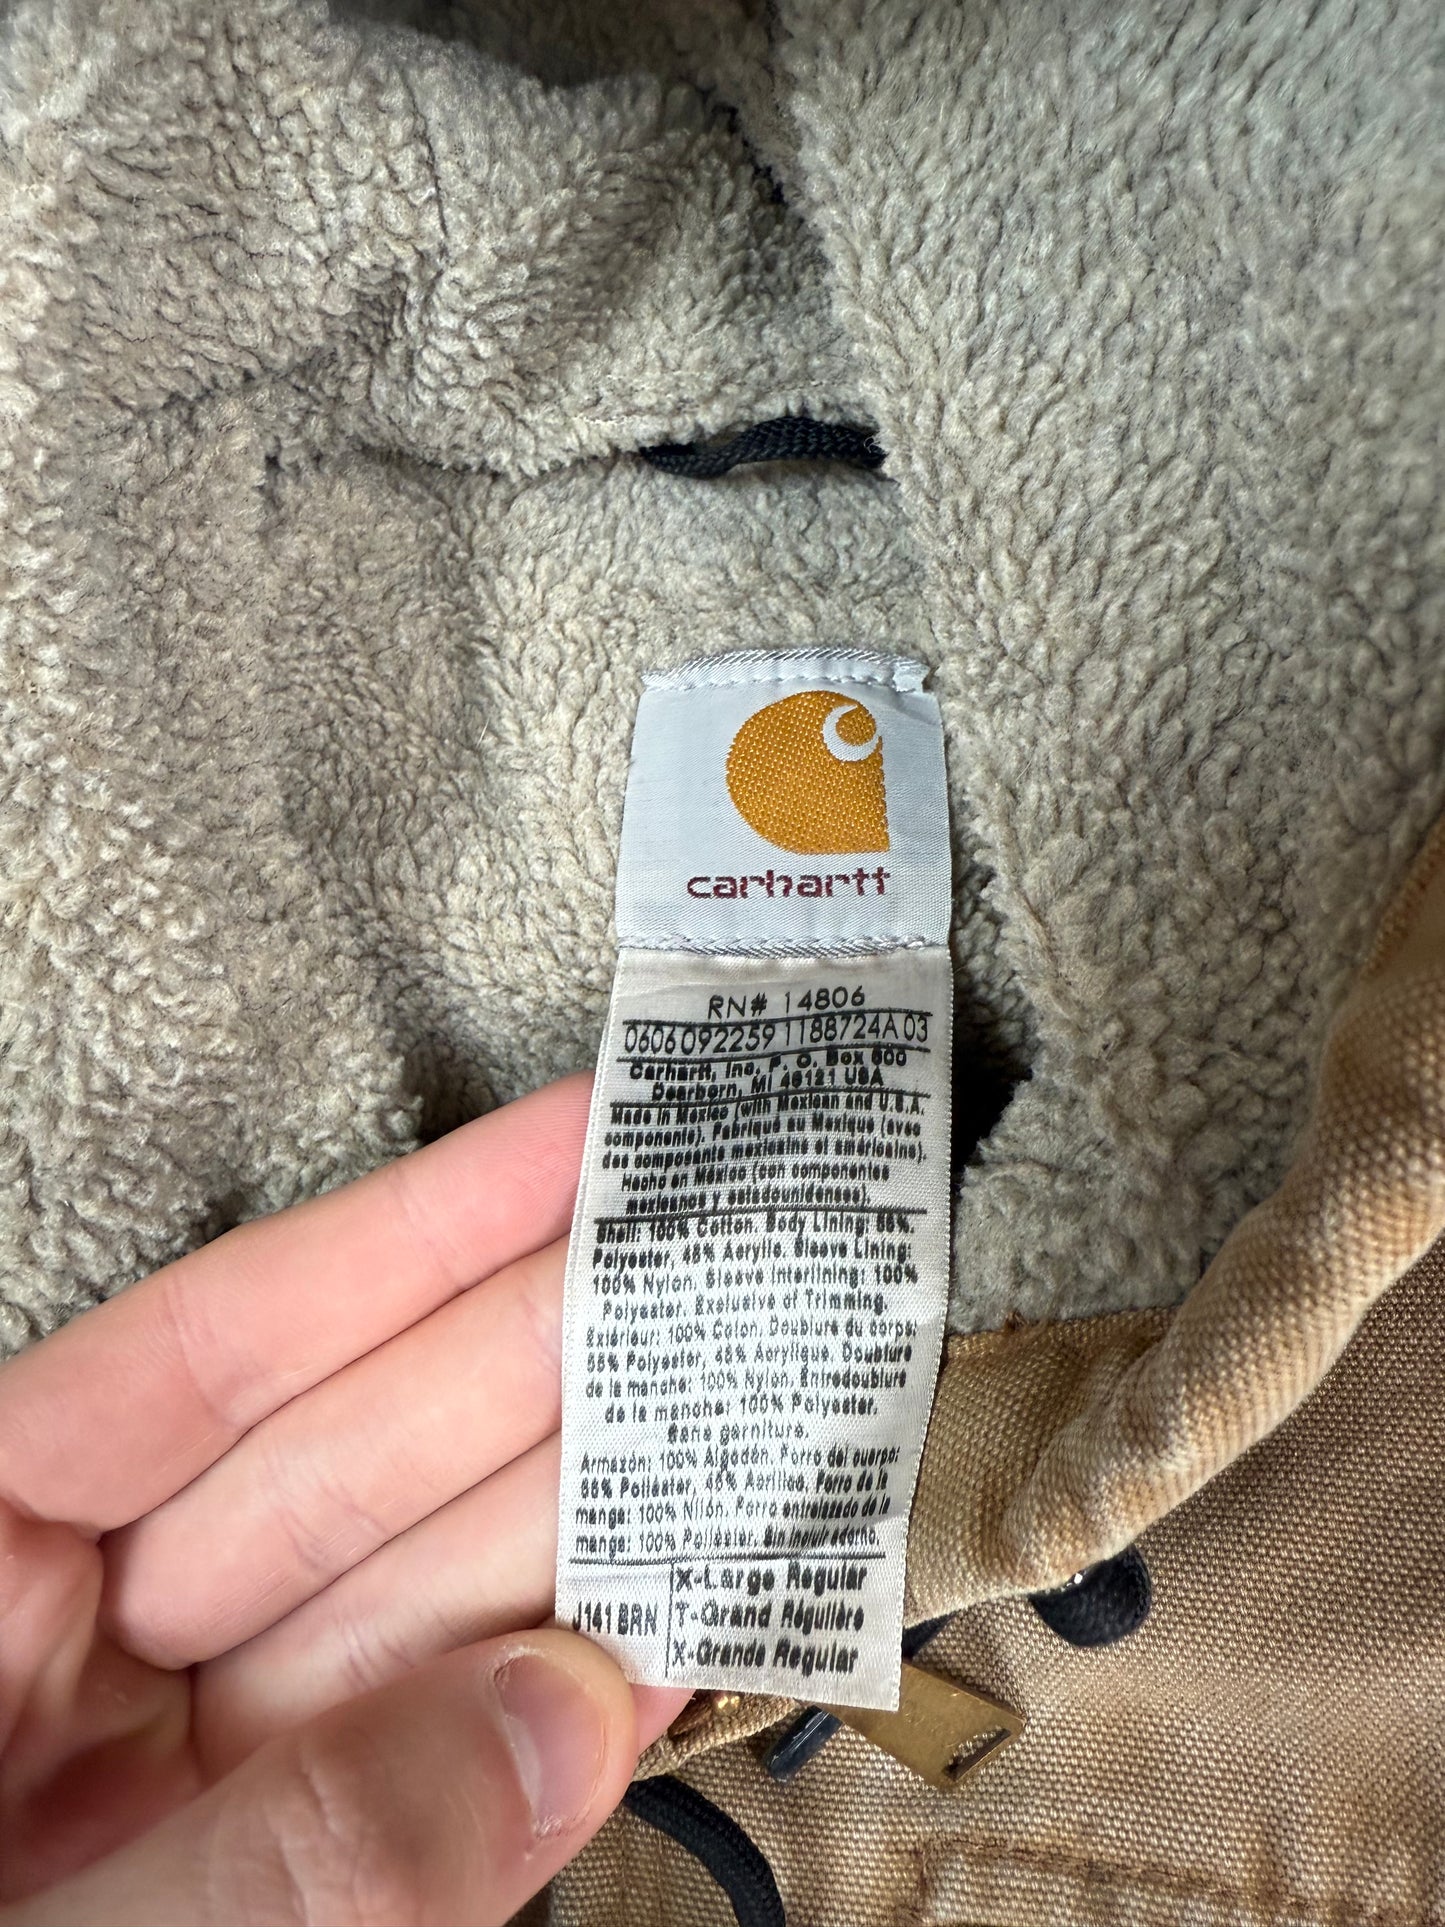 carhartt
RN# 14806
0606 092259 1188724A 03
Carhartt, Inc. P. O. Box 600
Dearborn, MI 48121 USA
Made in Mexico (with Mexican and U.S.A.
components). Fabriqué au Mexique (avec
des composants mexicains et américains).
Hecho en México (con componentes
mexicanos y estadounidenses).
Shell: 100% Cotton. Body Lining: 55%
Polyester, 45% Acrylic. Sleeve Lining:
100% Nylon. Sleeve Interlining: 100%
Polyester. Exclusive of Trimming.
Extérieur: 100% Coton. Doublure du corps:
55% Polyester, 45% Acrylique. Doublure
de la manche: 100% Nylon. Entredoublure
de la manche: 100% Polyester.
Sans garniture.
Armazón: 100% Algodón. Forro del cuerpo:
55% Poliéster, 45% Acrílico. Forro de la
manga: 100% Nilón. Forro entrelazado de la
manga: 100% Poliéster. Sin incluir adorno.
J141 BRN
X-Large Regular
T-Grand Régulière
X-Grande Regular